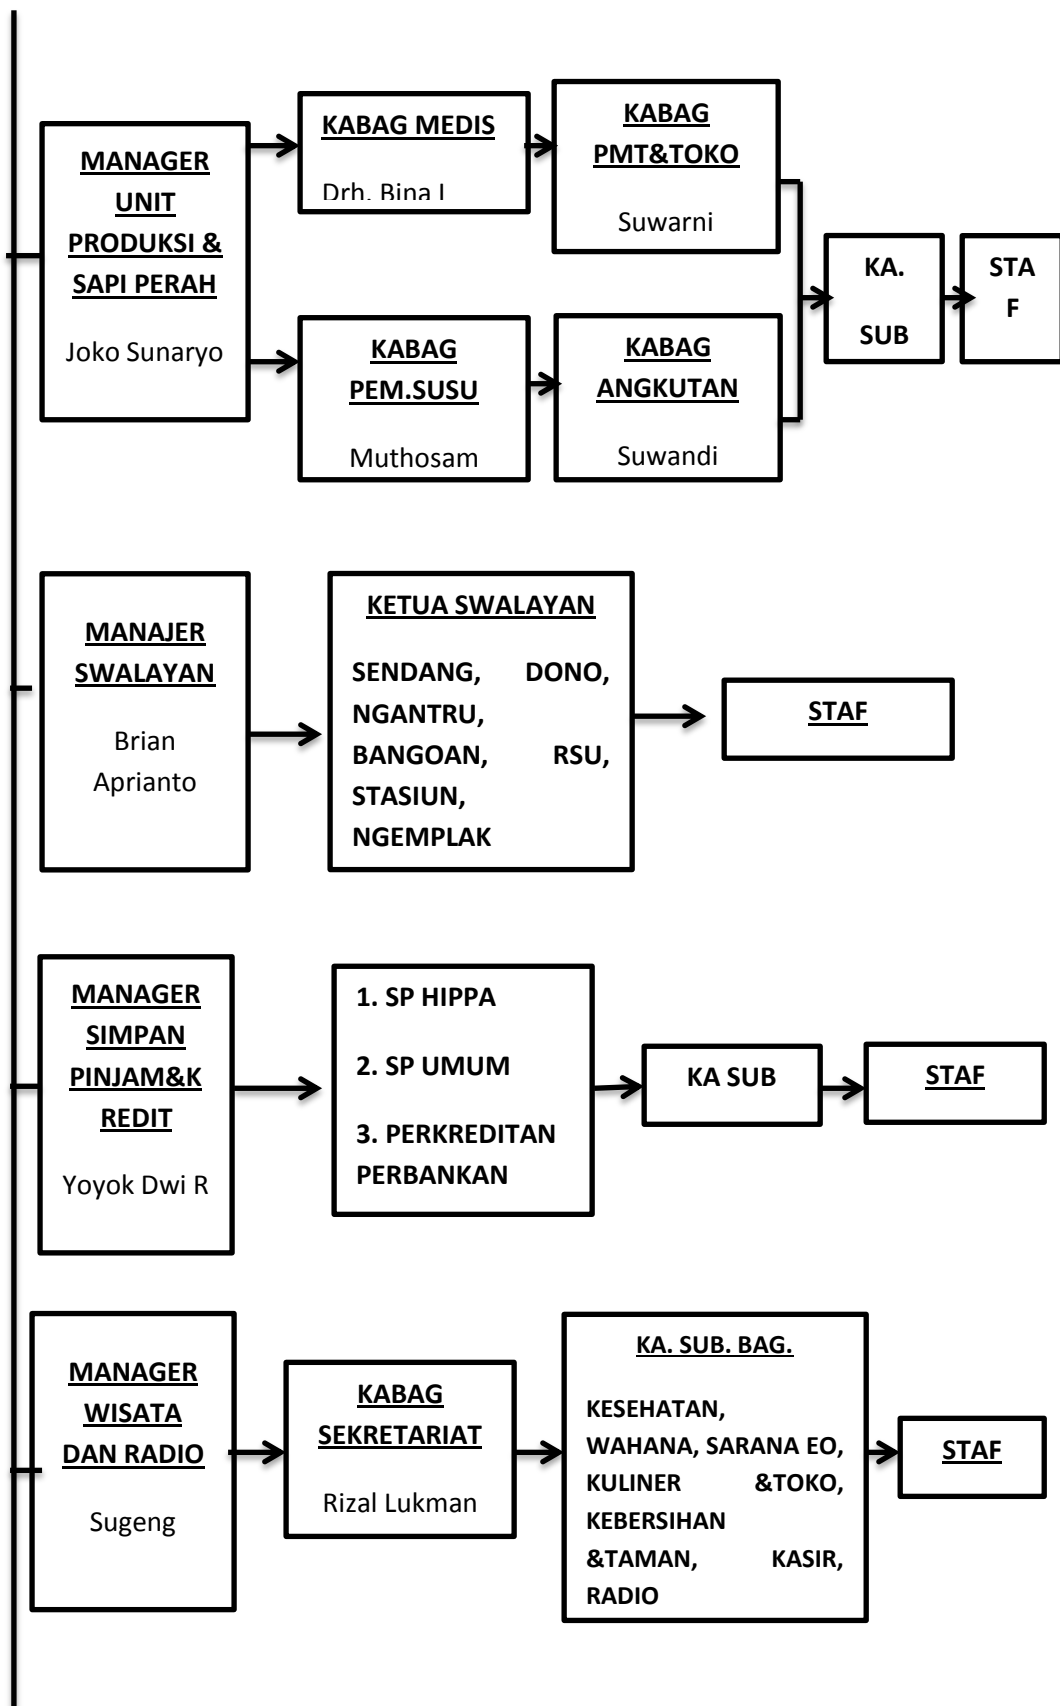 MANAGER
UNIT
PRODUKSI &
SAPI PERAH
Joko Sunaryo
KABAG MEDIS
Drh. Bina I
KABAG
PMT&TOKO
Suwarni
KABAG
PEM.SUSU
Muthosam
KABAG
ANGKUTAN
Suwandi
KA.
SUB
STA
F
MANAJER
SWALAYAN
Brian
Aprianto
KETUA SWALAYAN
SENDANG, DONO,
NGANTRU,
BANGOAN, RSU,
STASIUN,
NGEMPLAK
STAF
MANAGER
SIMPAN
PINJAM&K
REDIT
Yoyok Dwi R
1. SP HIPPA
2. SP UMUM
3. PERKREDITAN
PERBANKAN
KA SUB
STAF
MANAGER
WISATA
DAN RADIO
Sugeng
KABAG
SEKRETARIAT
Rizal Lukman
KA. SUB. BAG.
KESEHATAN,
WAHANA, SARANA EO,
KULINER &TOKO,
KEBERSIHAN
&TAMAN, KASIR,
RADIO
STAF